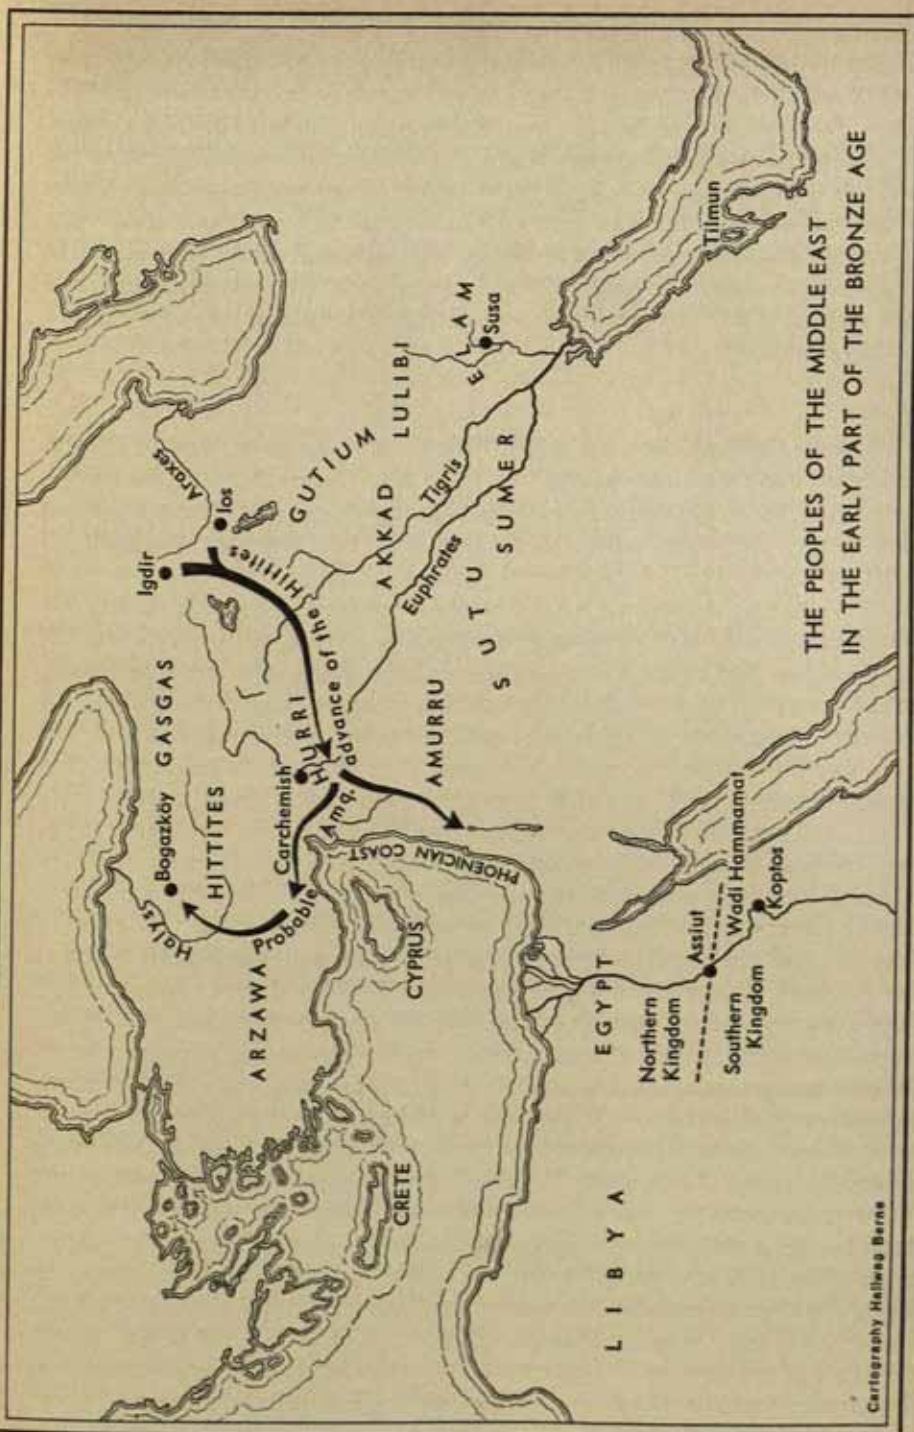 THE PEOPLES OF THE MIDDLE EAST
IN THE EARLY PART OF THE BRONZE AGE
Halyss
Bogazköy
GASGAS
HITTITES
Igdir
Araxes
Ios
ARZAWA
Probable advance of the Hittites
Carchemish
HURRI
Amq.
GUTIUM
LULIBI
AKKAD
Tigris
ELAM
Susa
Euphrates
SUMER
SUTU
AMURRU
PHOENICIAN COAST
CYPRUS
CRETE
Tilmun
LIBYA
EGYPT
Northern
Kingdom
Assiut
Southern
Kingdom
Wadi Hammamat
Koptos
Cartography Hallwag Berne